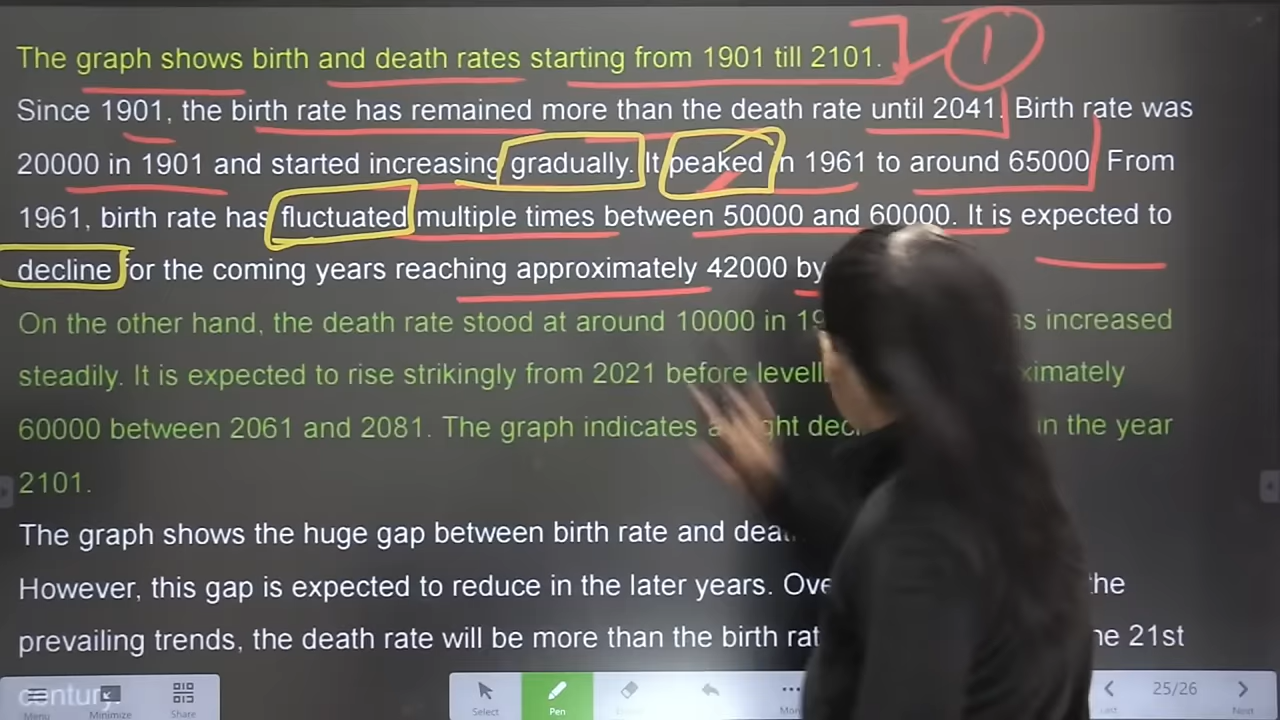 The graph shows birth and death rates starting from 1901 till 2101.
1
Since 1901, the birth rate has remained more than the death rate until 2041. Birth rate was
20000 in 1901 and started increasing gradually. It peaked in 1961 to around 65000. From
1961, birth rate has fluctuated multiple times between 50000 and 60000. It is expected to
decline for the coming years reaching approximately 42000 by
On the other hand, the death rate stood at around 10000 in increased
steadily. It is expected to rise strikingly from 2021 before
60000 between 2061 and 2081. The graph indicates in the year
2101.
The graph shows the huge gap between birth rate and
However, this gap is expected to reduce in the later years. the
prevailing trends, the death rate will be more than the birth 21st
century.
Menu Minimize Share Select Pen 25/26 Next